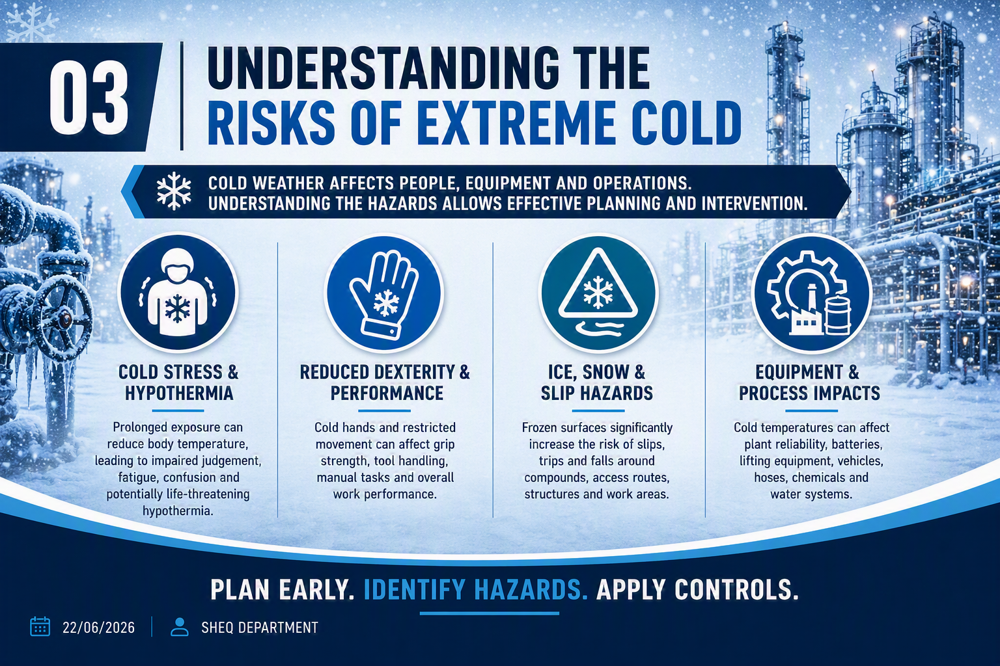 03
UNDERSTANDING THE
RISKS OF EXTREME COLD
COLD WEATHER AFFECTS PEOPLE, EQUIPMENT AND OPERATIONS.
UNDERSTANDING THE HAZARDS ALLOWS EFFECTIVE PLANNING AND INTERVENTION.
COLD STRESS &
HYPOTHERMIA
Prolonged exposure can
reduce body temperature,
leading to impaired judgement,
fatigue, confusion and
potentially life-threatening
hypothermia.
REDUCED DEXTERITY &
PERFORMANCE
Cold hands and restricted
movement can affect grip
strength, tool handling,
manual tasks and overall
work performance.
ICE, SNOW &
SLIP HAZARDS
Frozen surfaces significantly
increase the risk of slips,
trips and falls around
compounds, access routes,
structures and work areas.
EQUIPMENT &
PROCESS IMPACTS
Cold temperatures can affect
plant reliability, batteries,
lifting equipment, vehicles,
hoses, chemicals and
water systems.
PLAN EARLY. IDENTIFY HAZARDS. APPLY CONTROLS.
22/06/2026
SHEQ DEPARTMENT